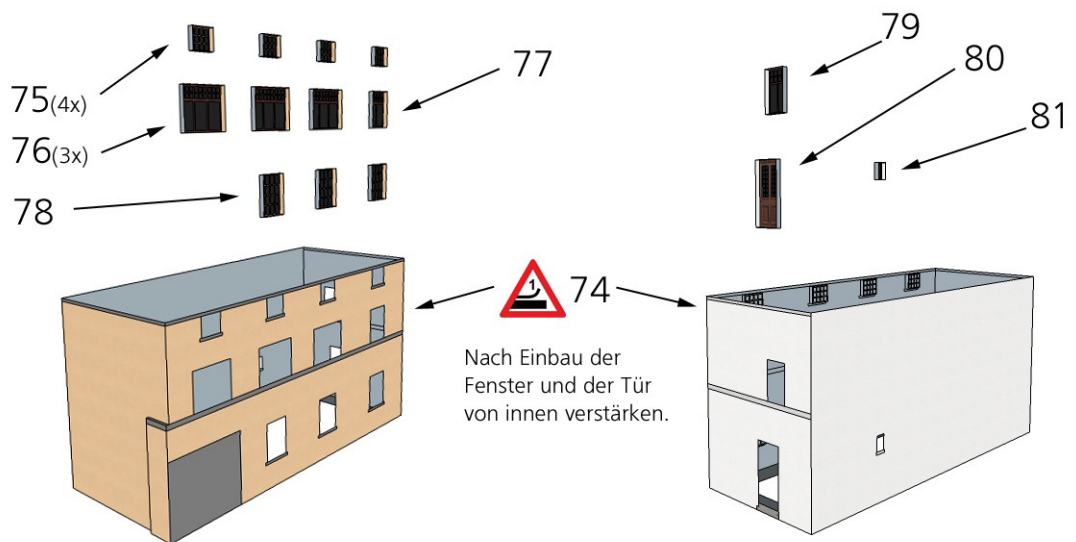 75(4x)
76(3x)
77
78
79
80
81
1
74
Nach Einbau der
Fenster und der Tür
von innen verstärken.